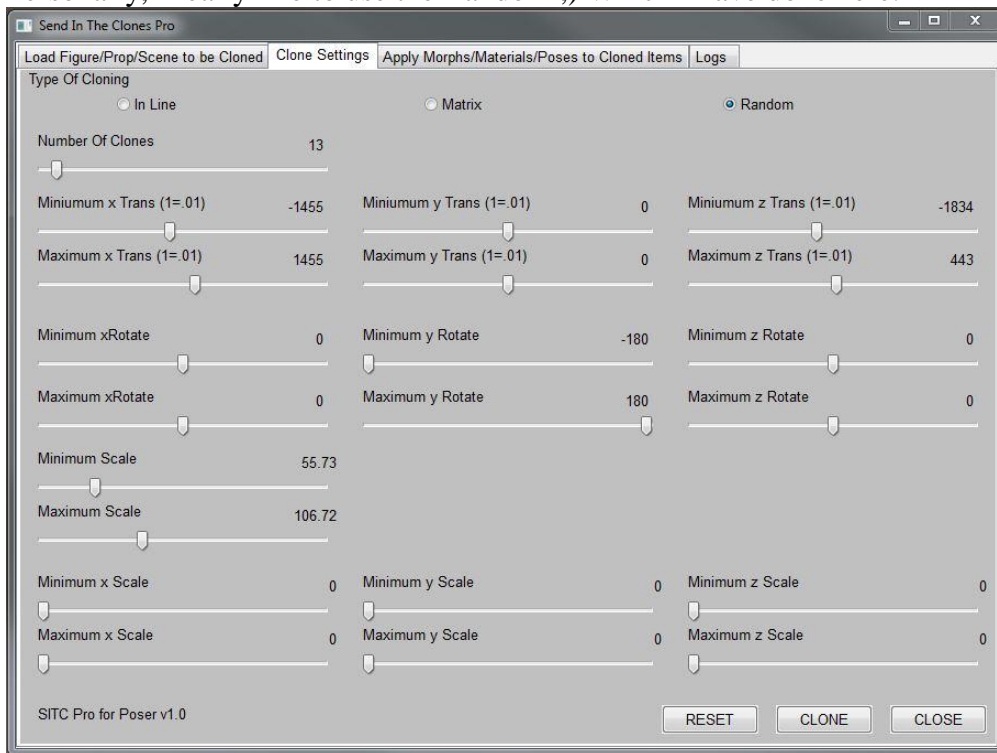 Send In The Clones Pro
Load Figure/Prop/Scene to be Cloned Clone Settings Apply Morphs/Materials/Poses to Cloned Items Logs
Type Of Cloning
In Line Matrix Random
Number Of Clones 13
Miniumum x Trans (1=.01) -1455 Miniumum y Trans (1=.01) 0 Miniumum z Trans (1=.01) -1834
Maximum x Trans (1=.01) 1455 Maximum y Trans (1=.01) 0 Maximum z Trans (1=.01) 443
Minimum xRotate 0 Minimum y Rotate -180 Minimum z Rotate 0
Maximum xRotate 0 Maximum y Rotate 180 Maximum z Rotate 0
Minimum Scale 55.73
Maximum Scale 106.72
Minimum x Scale 0 Minimum y Scale 0 Minimum z Scale 0
Maximum x Scale 0 Maximum y Scale 0 Maximum z Scale 0
SITC Pro for Poser v1.0 RESET CLONE CLOSE